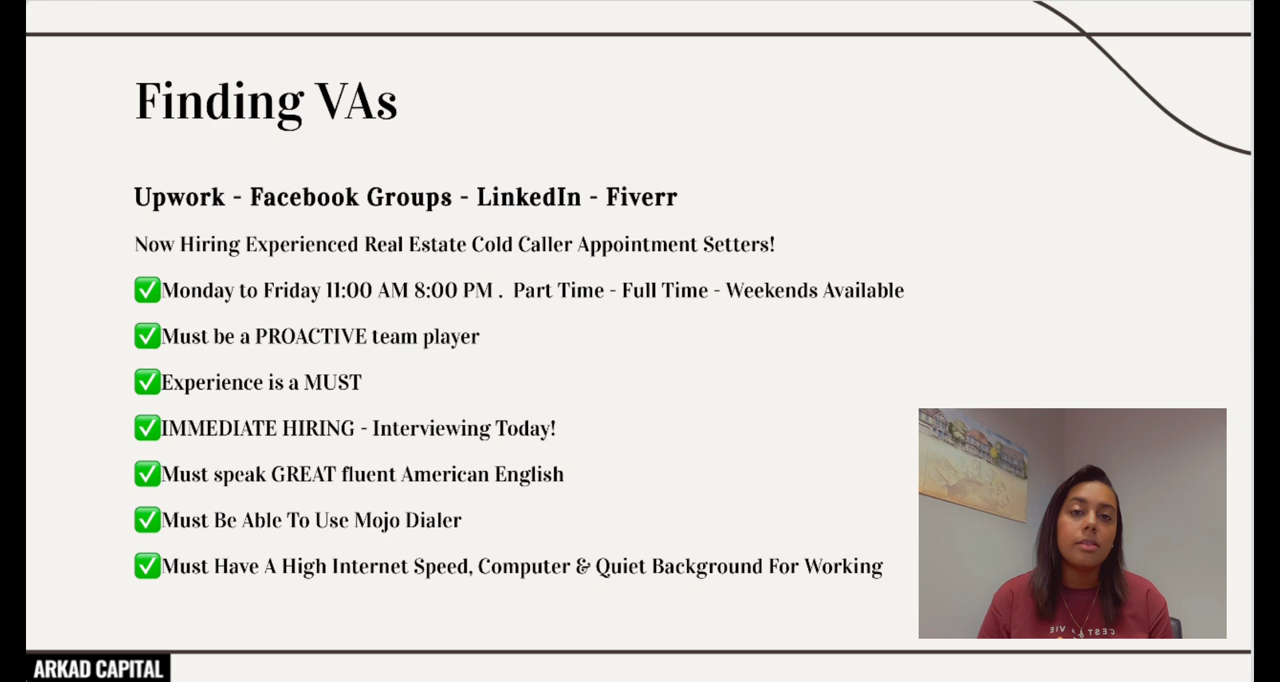 Finding VAs
Upwork - Facebook Groups - LinkedIn - Fiverr
Now Hiring Experienced Real Estate Cold Caller Appointment Setters!
✅Monday to Friday 11:00 AM 8:00 PM .  Part Time - Full Time - Weekends Available
✅Must be a PROACTIVE team player
✅Experience is a MUST
✅IMMEDIATE HIRING - Interviewing Today!
✅Must speak GREAT fluent American English
✅Must Be Able To Use Mojo Dialer
✅Must Have A High Internet Speed, Computer & Quiet Background For Working
C'EST LA VIE
ARKAD CAPITAL